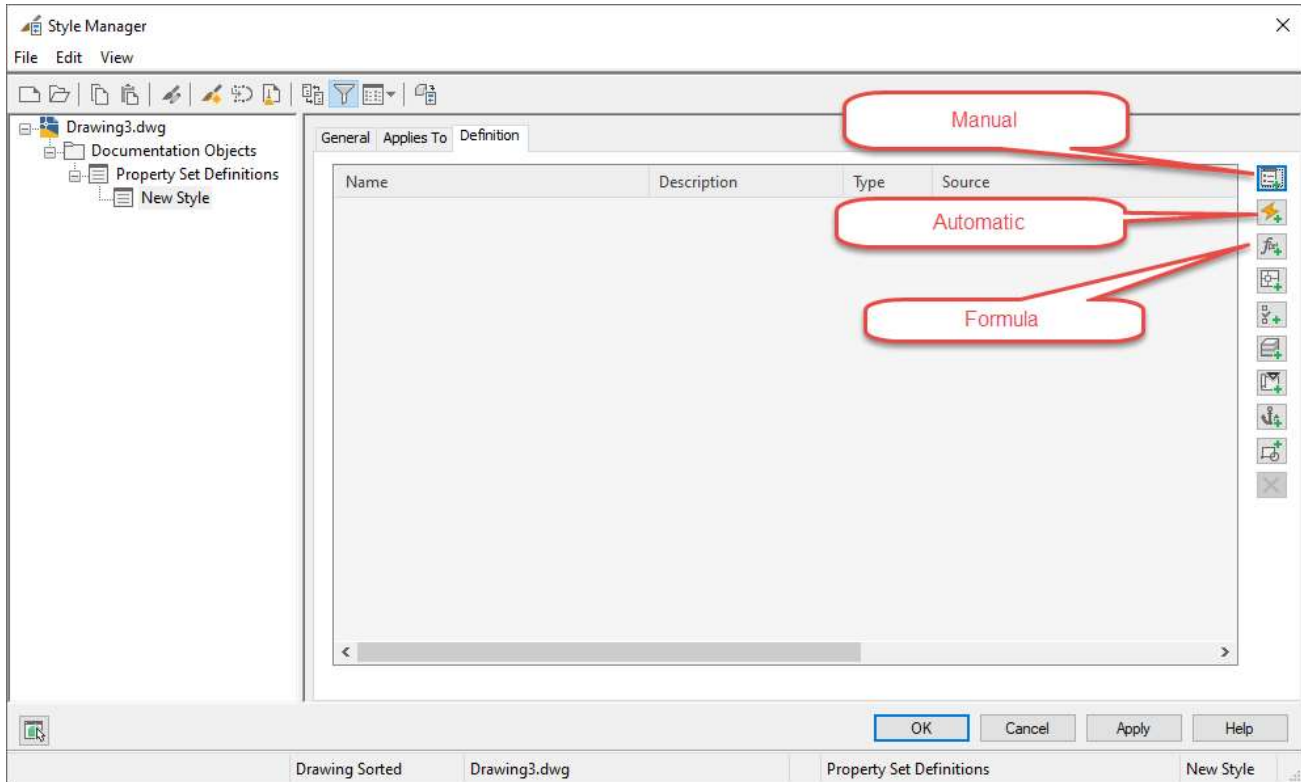 Style Manager
File Edit View
Drawing3.dwg
Documentation Objects
Property Set Definitions
New Style
General Applies To Definition
Name Description Type Source
Manual
Automatic
Formula
OK Cancel Apply Help
Drawing Sorted Drawing3.dwg Property Set Definitions New Style